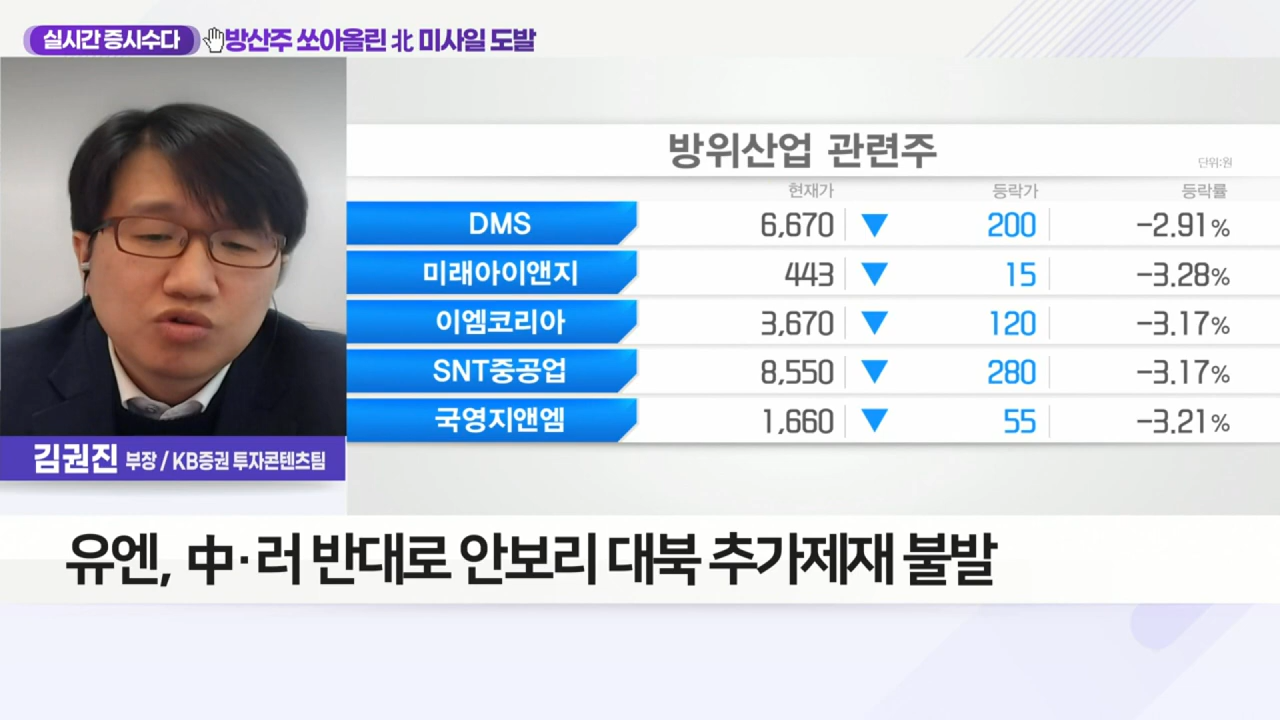 실시간 증시수다 방산주 쏘아올린 北 미사일 도발
방위산업 관련주
단위:원
현재가 등락가 등락률
DMS 6,670 ▼ 200 -2.91%
미래아이앤지 443 ▼ 15 -3.28%
이엠코리아 3,670 ▼ 120 -3.17%
SNT중공업 8,550 ▼ 280 -3.17%
국영지앤엠 1,660 ▼ 55 -3.21%
김권진 부장 / KB증권 투자콘텐츠팀
유엔, 中·러 반대로 안보리 대북 추가제재 불발